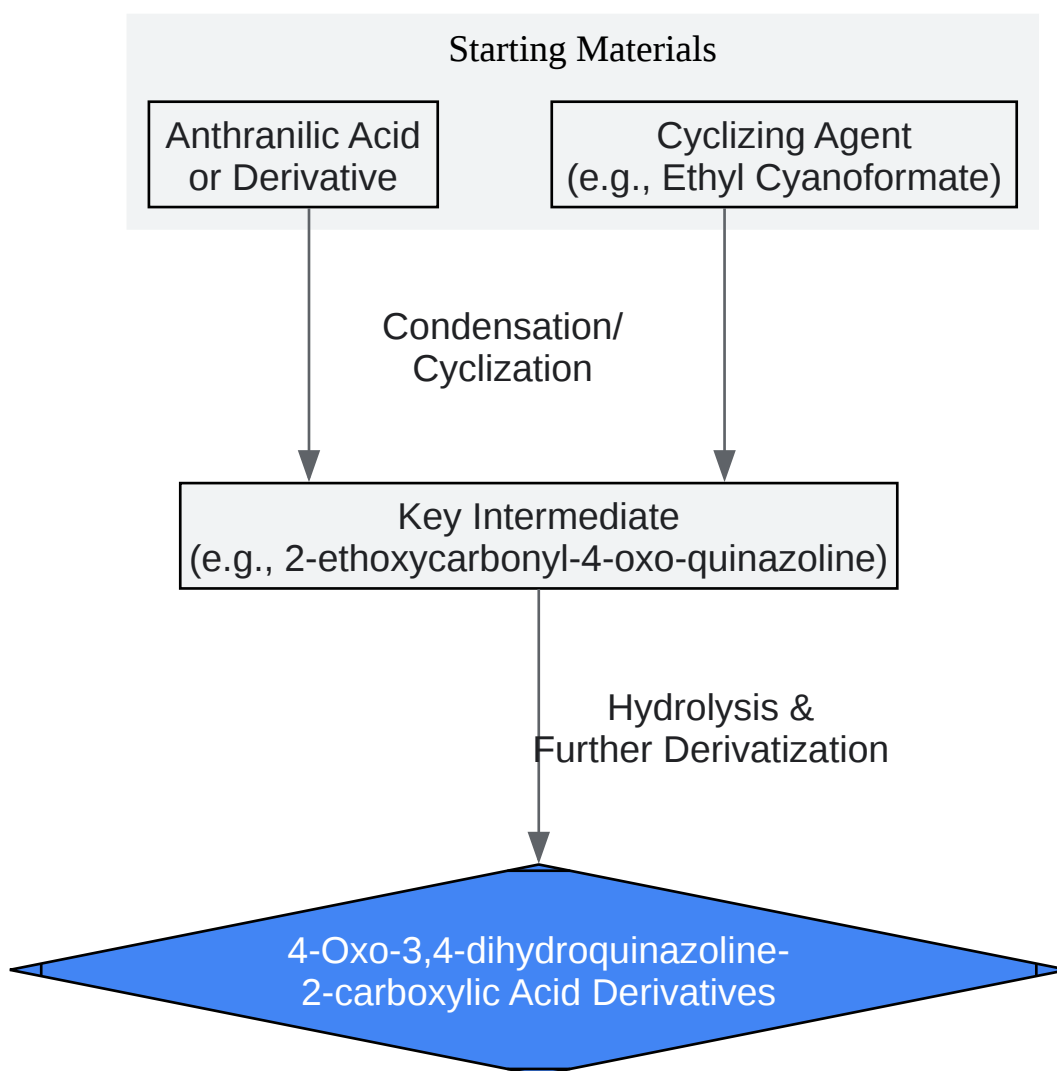 Starting Materials
Anthranilic Acid
or Derivative
Cyclizing Agent
(e.g., Ethyl Cyanoformate)
Condensation/
Cyclization
Key Intermediate
(e.g., 2-ethoxycarbonyl-4-oxo-quinazoline)
Hydrolysis &
Further Derivatization
4-Oxo-3,4-dihydroquinazoline-
2-carboxylic Acid Derivatives